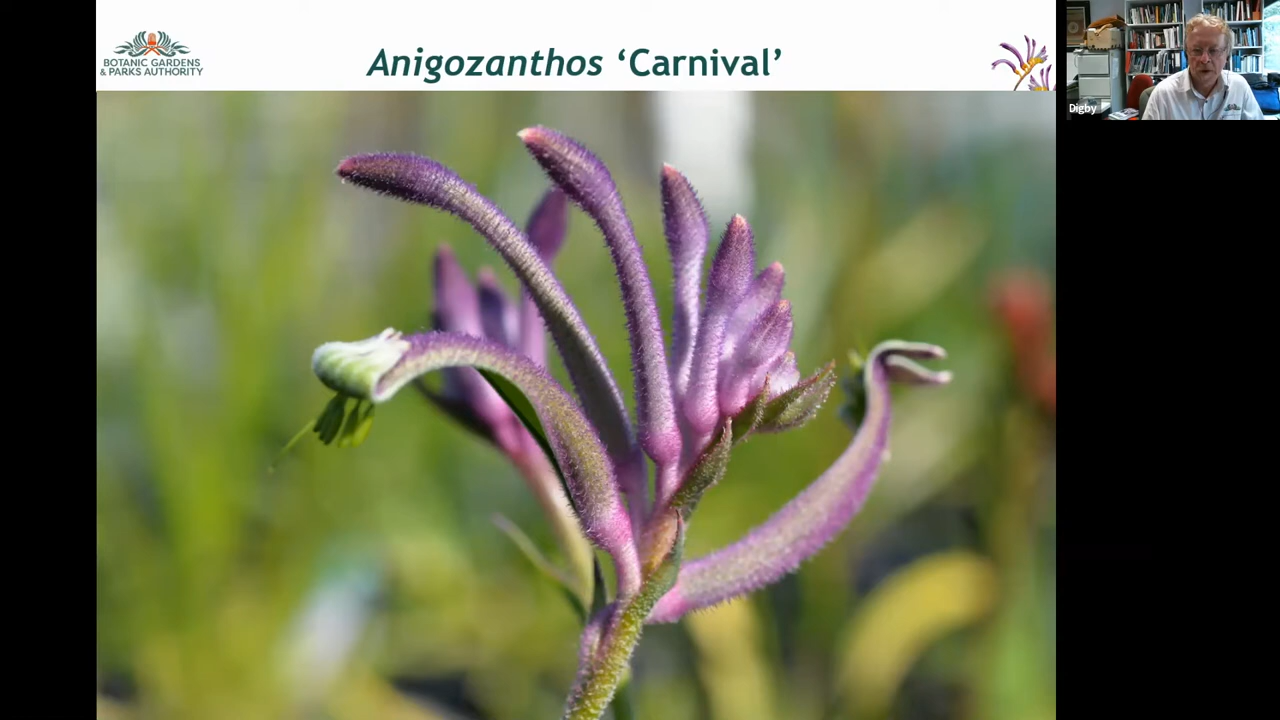 BOTANIC GARDENS
& PARKS AUTHORITY
Anigozanthos ‘Carnival’
Digby